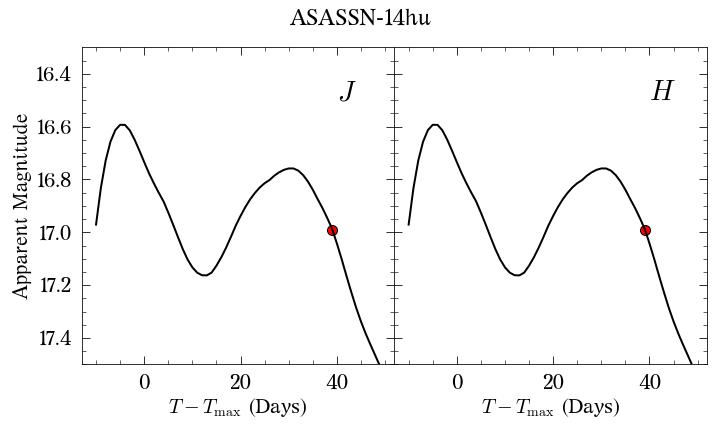 ASASSN-14hu
J
H
Apparent Magnitude
16.4
16.6
16.8
17.0
17.2
17.4
0
20
40
0
20
40
T − Tmax (Days)
T − Tmax (Days)